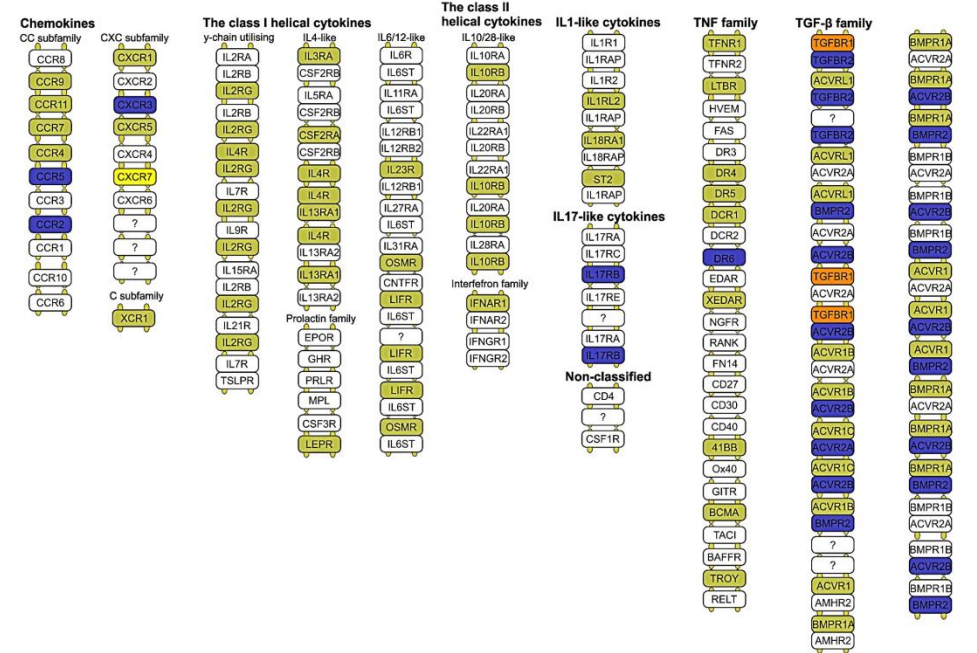 Chemokines
CC subfamily
CCR8
CCR9
CCR11
CCR7
CCR4
CCR5
CCR3
CCR2
CCR1
CCR10
CCR6
CXC subfamily
CXCR1
CXCR2
CXCR3
CXCR5
CXCR4
CXCR7
CXCR6
?
?
?
C subfamily
XCR1
The class I helical cytokines
y-chain utilising
IL2RA
IL2RB
IL2RG
IL2RB
IL2RG
IL4R
IL2RG
IL7R
IL2RG
IL9R
IL2RG
IL15RA
IL2RB
IL2RG
IL21R
IL2RG
IL7R
TSLPR
IL4-like
IL3RA
CSF2RB
IL5RA
CSF2RB
CSF2RA
CSF2RB
IL4R
IL4R
IL13RA1
IL4R
IL13RA2
IL13RA1
IL13RA2
Prolactin family
EPOR
GHR
PRLR
MPL
CSF3R
LEPR
IL6/12-like
IL6R
IL6ST
IL11RA
IL6ST
IL12RB1
IL12RB2
IL23R
IL12RB1
IL27RA
IL6ST
IL31RA
OSMR
CNTFR
LIFR
IL6ST
?
LIFR
IL6ST
LIFR
IL6ST
OSMR
IL6ST
The class II
helical cytokines
IL10/28-like
IL10RA
IL10RB
IL20RA
IL20RB
IL22RA1
IL20RB
IL22RA1
IL10RB
IL20RA
IL10RB
IL28RA
IL10RB
Interfefron family
IFNAR1
IFNAR2
IFNGR1
IFNGR2
IL1-like cytokines
IL1R1
IL1RAP
IL1R2
IL1RL2
IL1RAP
IL18RA1
IL18RAP
ST2
IL1RAP
IL17-like cytokines
IL17RA
IL17RC
IL17RB
IL17RE
?
IL17RA
IL17RB
Non-classified
CD4
?
CSF1R
TNF family
TFNR1
TFNR2
LTBR
HVEM
FAS
DR3
DR4
DR5
DCR1
DCR2
DR6
EDAR
XEDAR
NGFR
RANK
FN14
CD27
CD30
CD40
41BB
Ox40
GITR
BCMA
TACI
BAFFR
TROY
RELT
TGF-β family
TGFBR1
TGFBR2
ACVRL1
TGFBR2
?
TGFBR2
ACVRL1
ACVR2A
ACVRL1
BMPR2
ACVR2A
ACVR2B
TGFBR1
ACVR2A
TGFBR1
ACVR2B
ACVR1B
ACVR2A
ACVR1B
ACVR2B
ACVR1C
ACVR2A
ACVR1C
ACVR2B
ACVR1B
BMPR2
?
?
ACVR1
AMHR2
BMPR1A
AMHR2
BMPR1A
ACVR2A
BMPR1A
ACVR2B
BMPR1A
BMPR2
BMPR1B
ACVR2A
BMPR1B
ACVR2B
BMPR1B
BMPR2
ACVR1
ACVR2A
ACVR1
ACVR2B
ACVR1
BMPR2
BMPR1A
ACVR2A
BMPR1A
ACVR2B
BMPR1A
BMPR2
BMPR1B
ACVR2A
BMPR1B
ACVR2B
BMPR1B
BMPR2